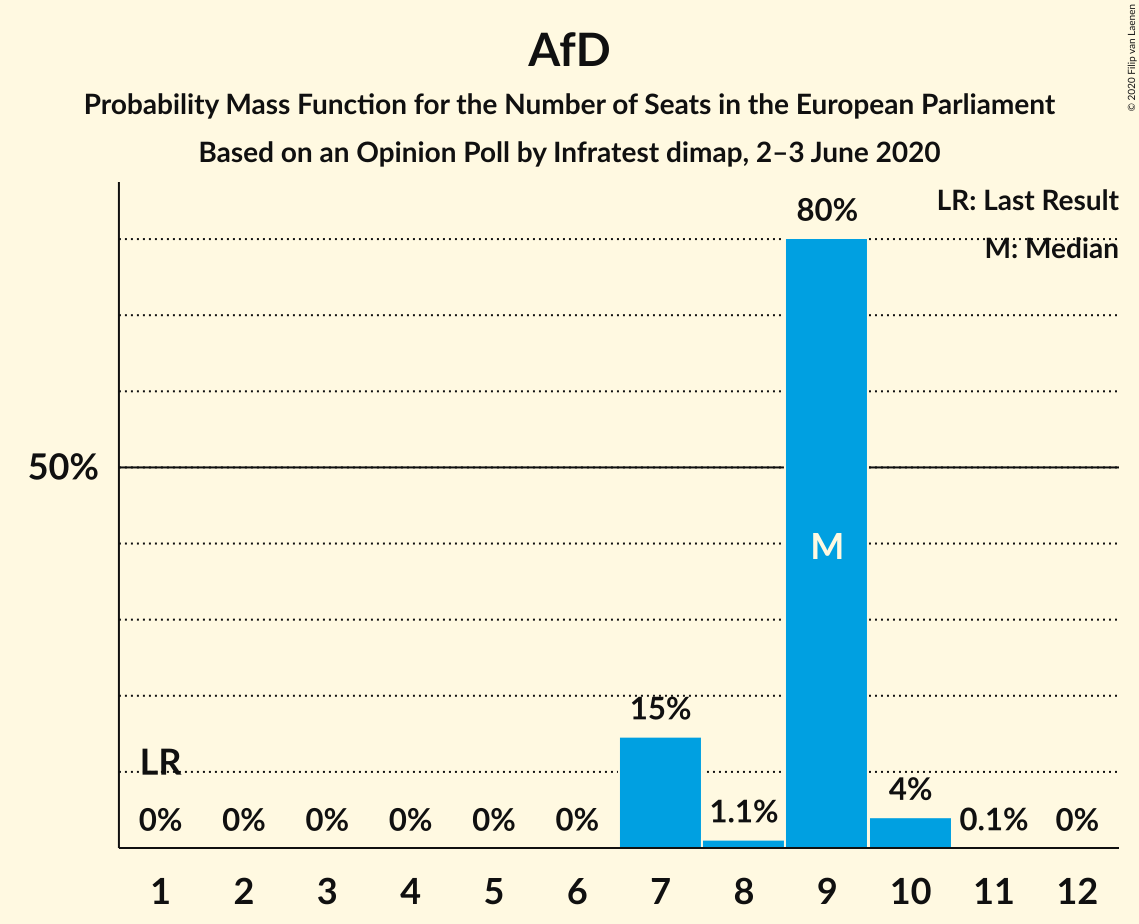 AfD
Probability Mass Function for the Number of Seats in the European Parliament
Based on an Opinion Poll by Infratest dimap, 2–3 June 2020
© 2020 Filip van Laenen
LR: Last Result
M: Median
80%
50%
M
15%
LR
4%
0% 0% 0% 0% 0% 0% 1.1% 0.1% 0%
1 2 3 4 5 6 7 8 9 10 11 12